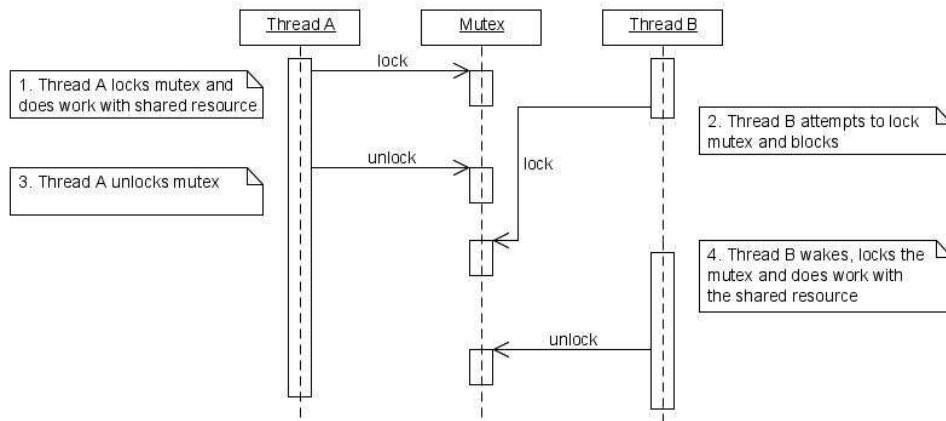 Thread A
Mutex
Thread B
lock
1. Thread A locks mutex and
does work with shared resource
2. Thread B attempts to lock
mutex and blocks
unlock
lock
3. Thread A unlocks mutex
4. Thread B wakes, locks the
mutex and does work with
the shared resource
unlock